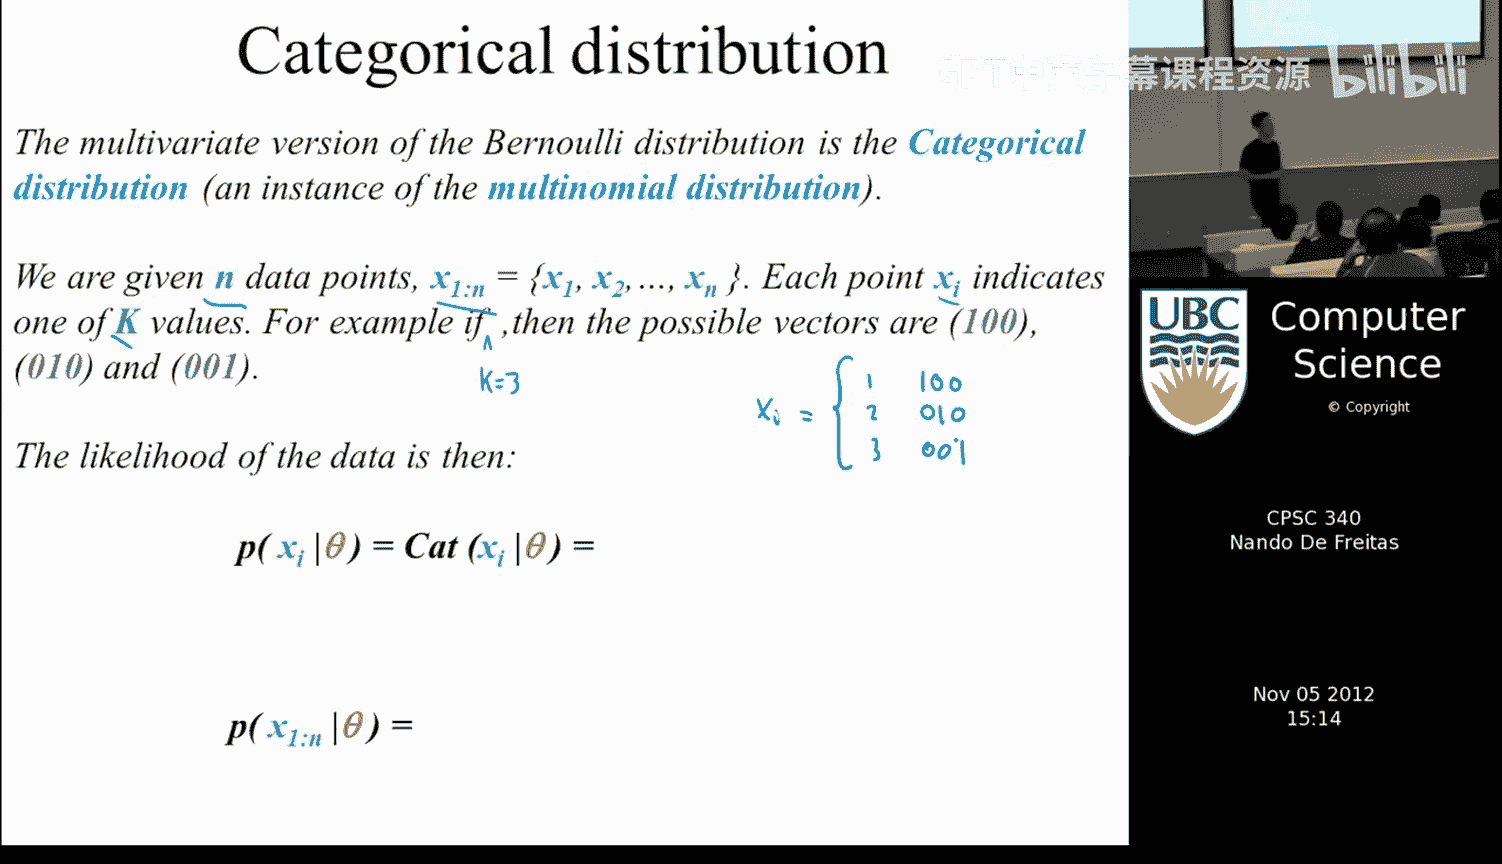 Categorical distribution
The multivariate version of the Bernoulli distribution is the Categorical
distribution (an instance of the multinomial distribution).
We are given n data points, x1:n = {x1, x2,..., xn }. Each point xi indicates
one of K values. For example if ,then the possible vectors are (100),
(010) and (001).
K=3
xi = { 1 100
2 010
3 001
The likelihood of the data is then:
p( xi |θ) = Cat (xi |θ) =
p( x1:n |θ) =
幕课程资源 bilibili
UBC
Computer
Science
© Copyright
CPSC 340
Nando De Freitas
Nov 05 2012
15:14